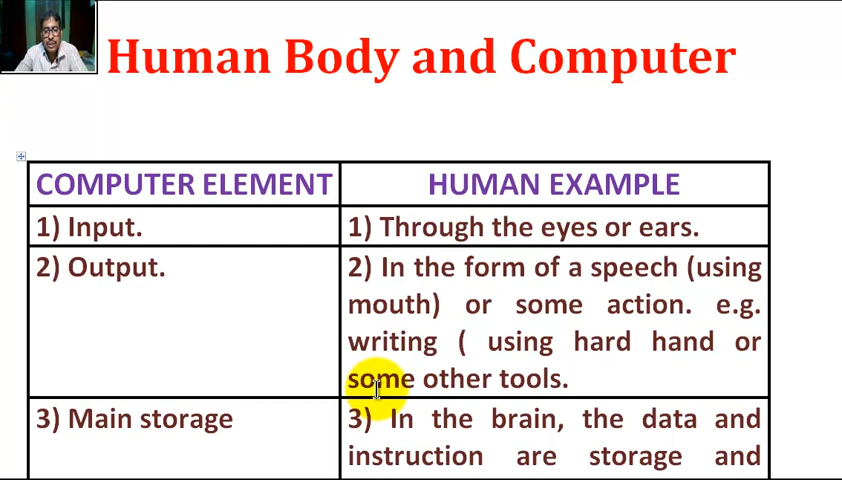 Human Body and Computer
COMPUTER ELEMENT
HUMAN EXAMPLE
1) Input.
1) Through the eyes or ears.
2) Output.
2) In the form of a speech (using
mouth) or some action. e.g.
writing ( using hard hand or
some other tools.
3) Main storage
3) In the brain, the data and
instruction are storage and